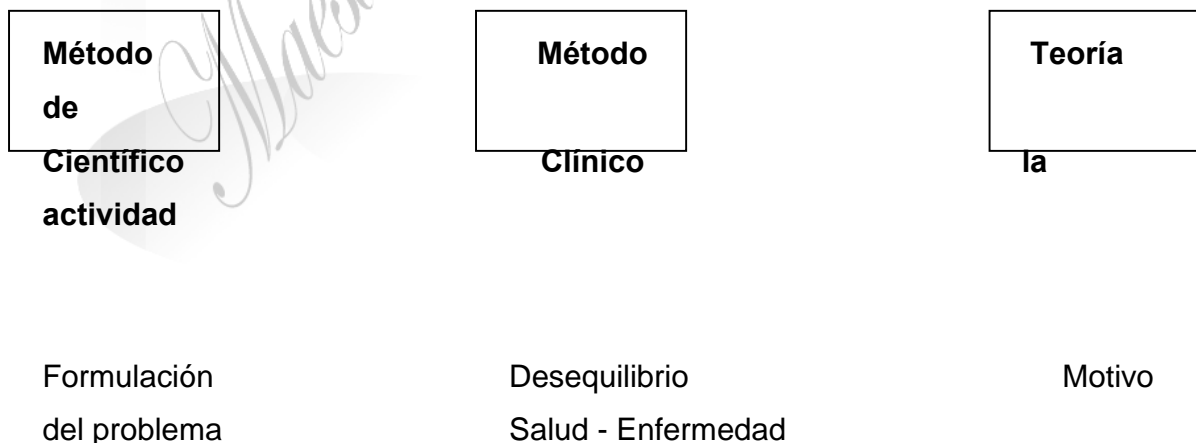 Método Método Teoría
de
Científico Clínico la
actividad
Formulación Desequilibrio Motivo
del problema Salud - Enfermedad